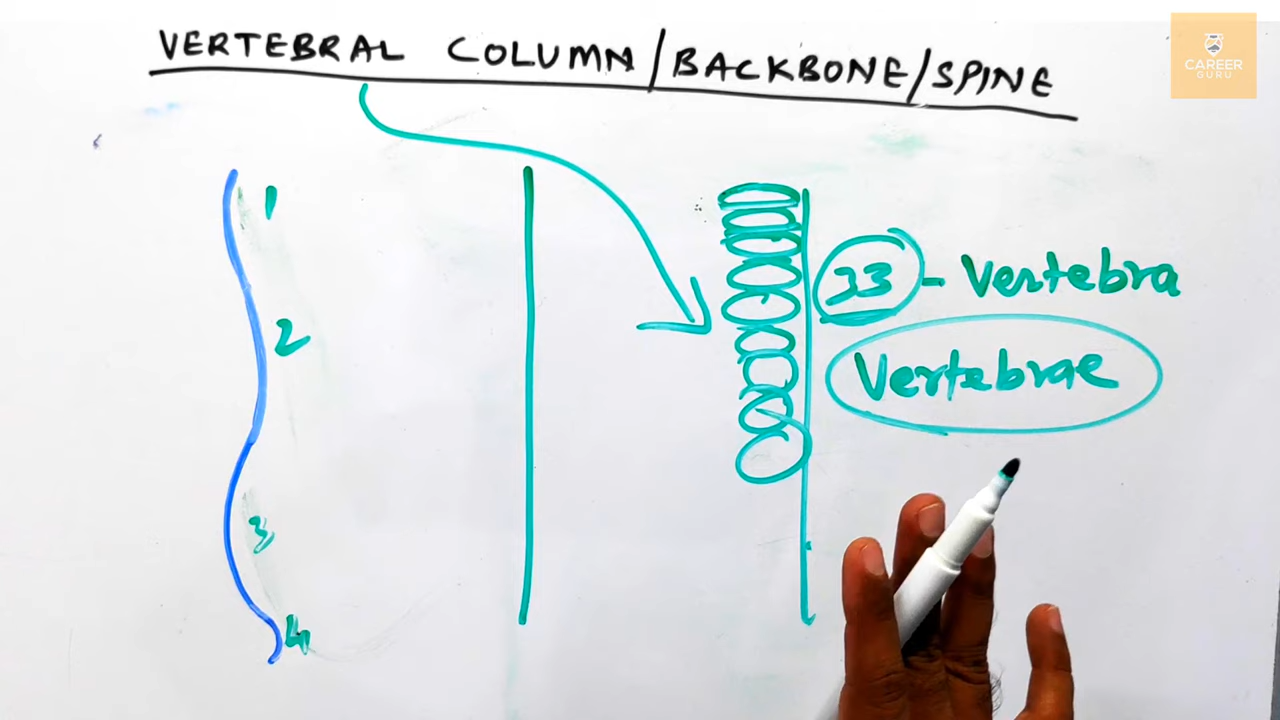 VERTEBRAL COLUMN/BACKBONE/SPINE
CAREER
GURU
1
2
3
4
33 - Vertebra
Vertebrae